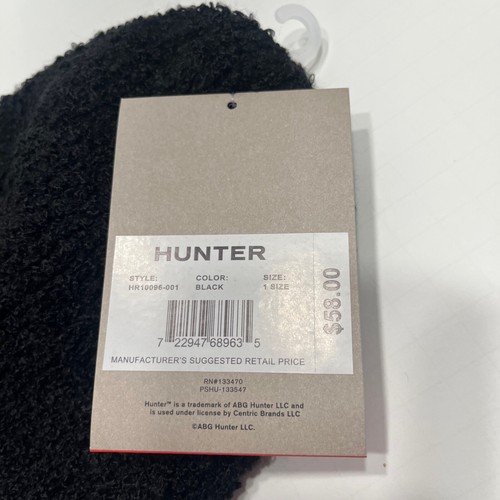 HUNTER
STYLE: COLOR: SIZE:
HR10096-001 BLACK 1 SIZE
7 22947 68963 5
MANUFACTURER'S SUGGESTED RETAIL PRICE
$58.00
RN#133470
PSHU-133547
Hunter™ is a trademark of ABG Hunter LLC and
is used under license by Centric Brands LLC
©ABG Hunter LLC.